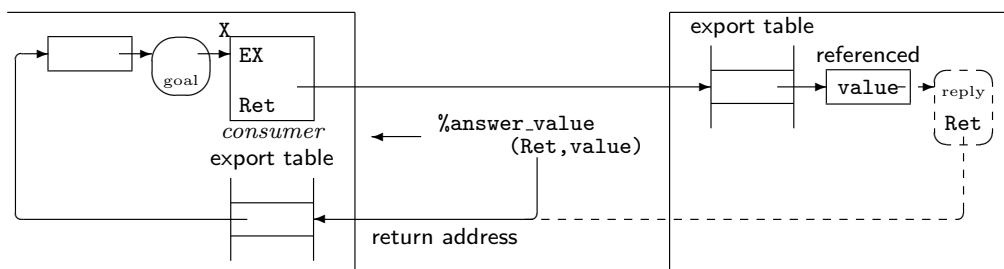 export table
X
EX
referenced
goal
value
reply
Ret
Ret
consumer
%answer_value
(Ret,value)
export table
return address